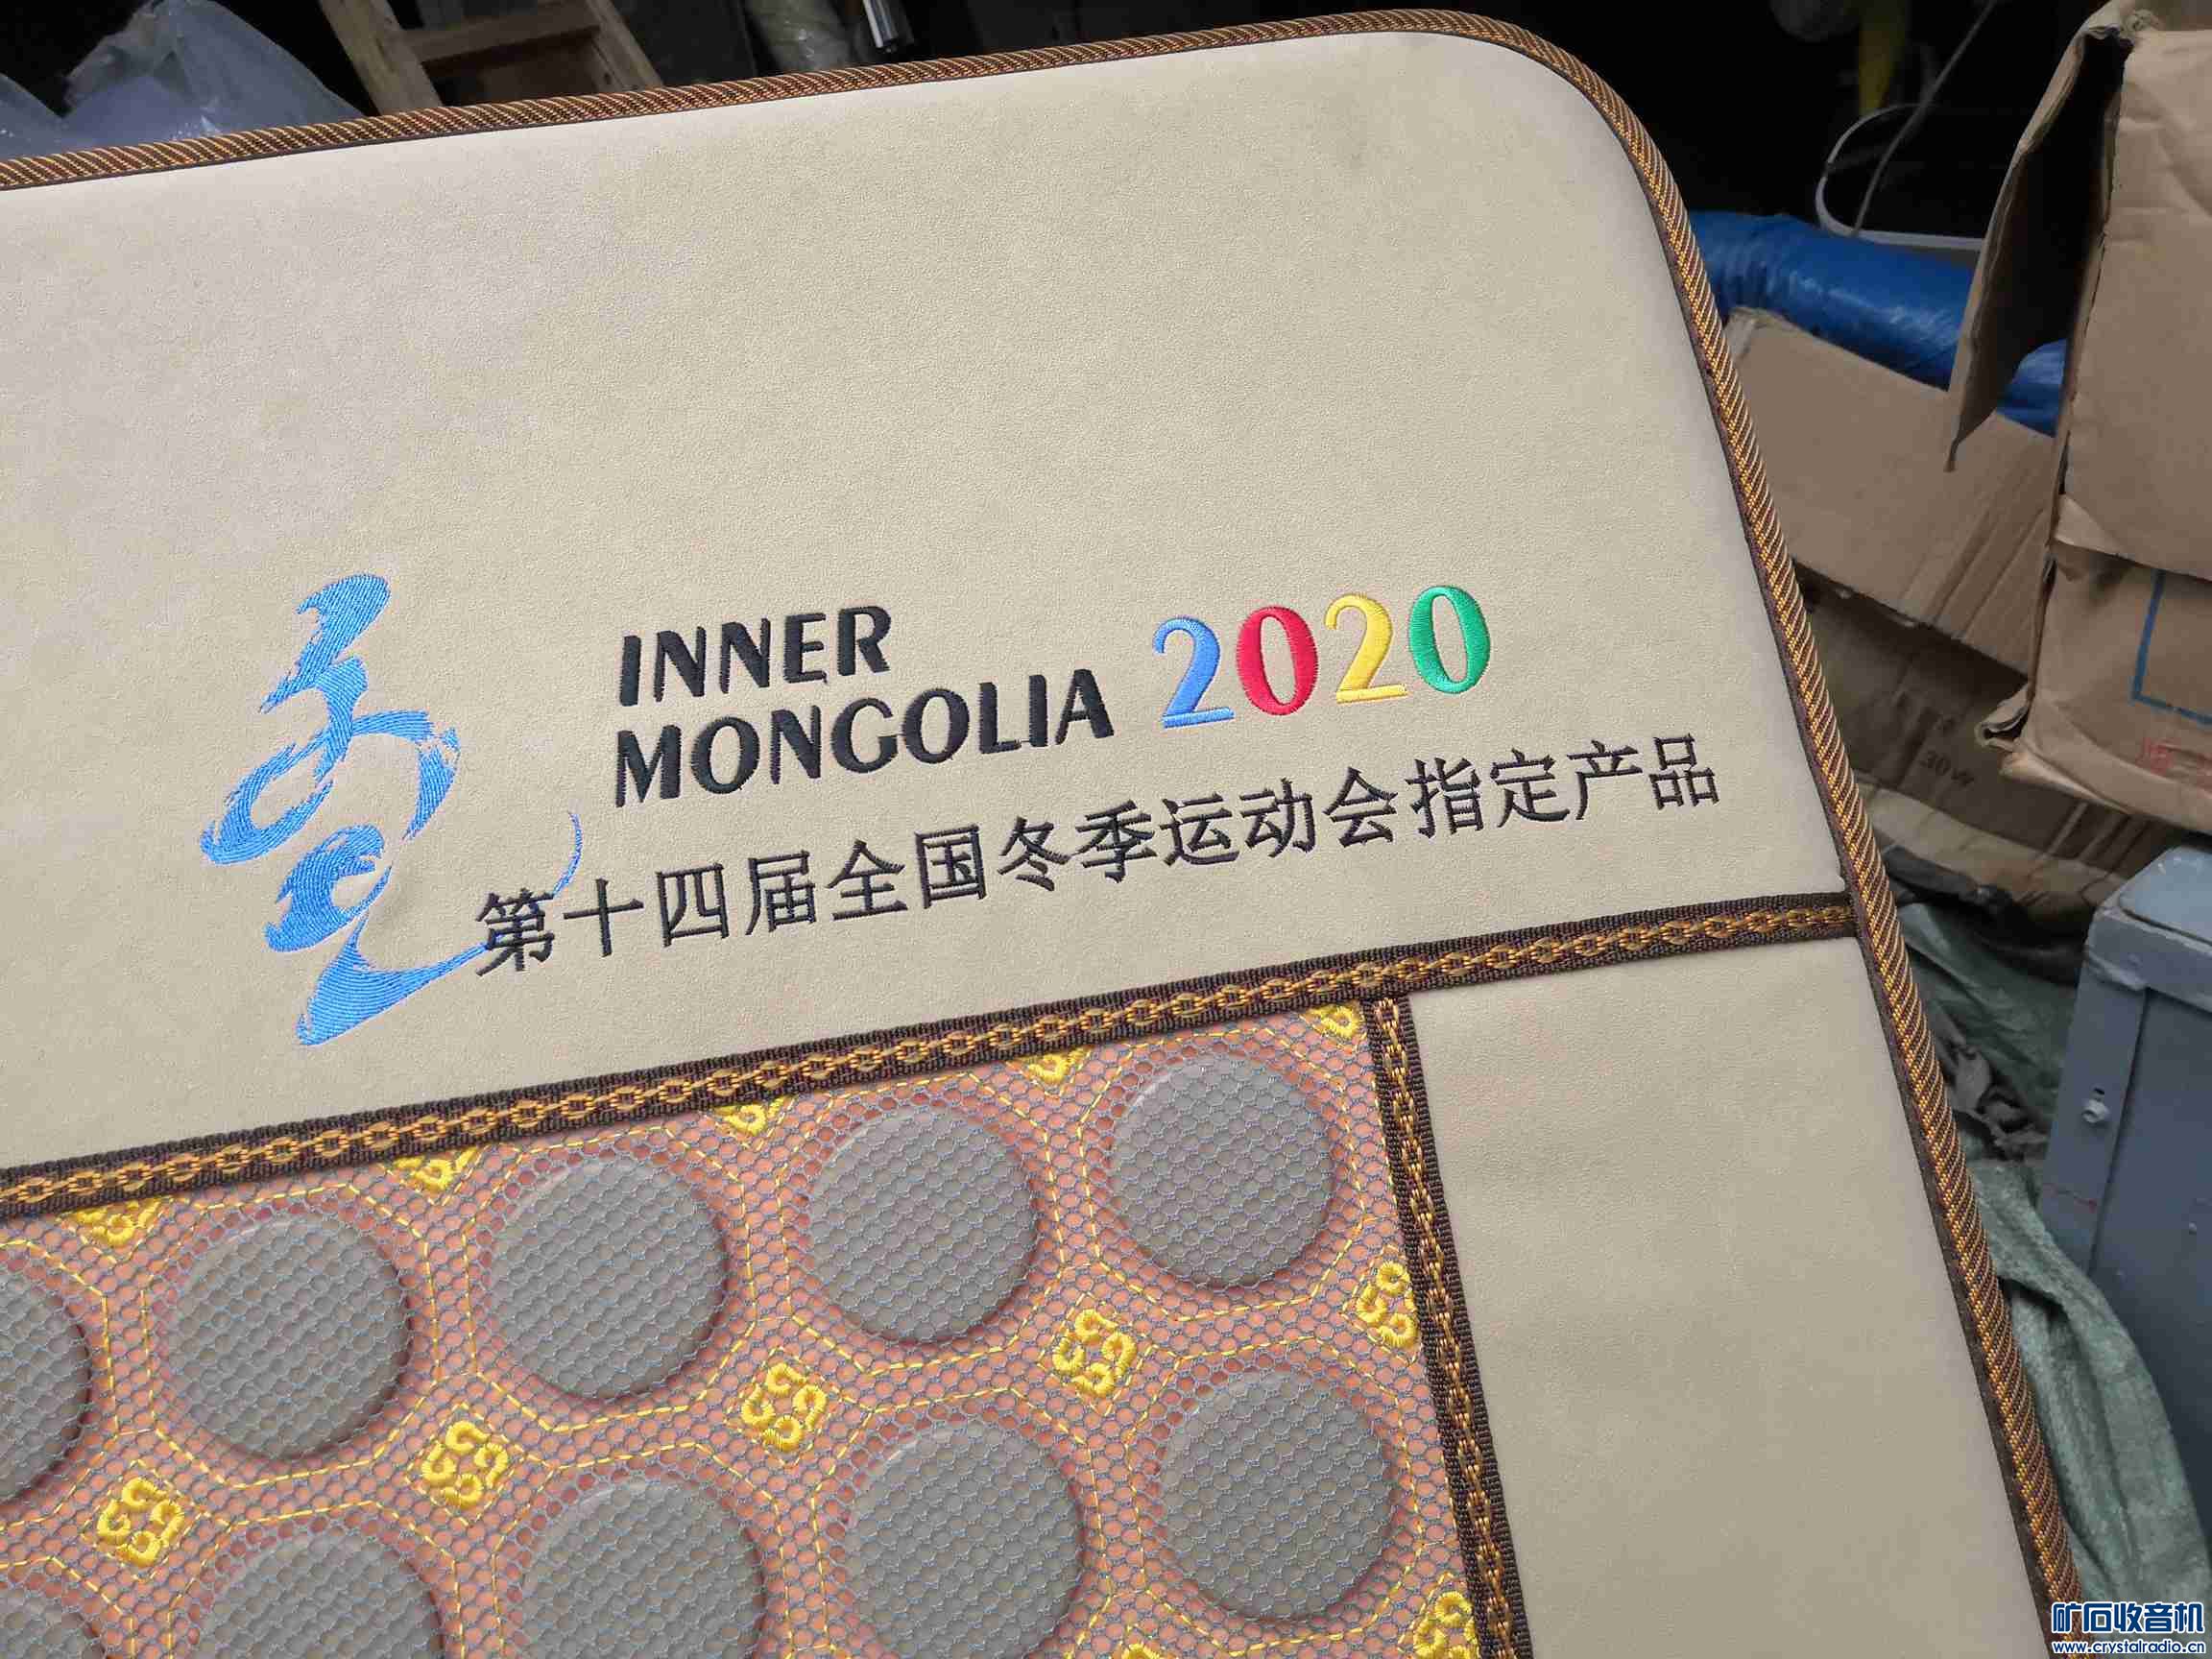 INNER
MONGOLIA 2020
第十四届全国冬季运动会指定产品
30W
矿石收音机
www.crystalradio.cn